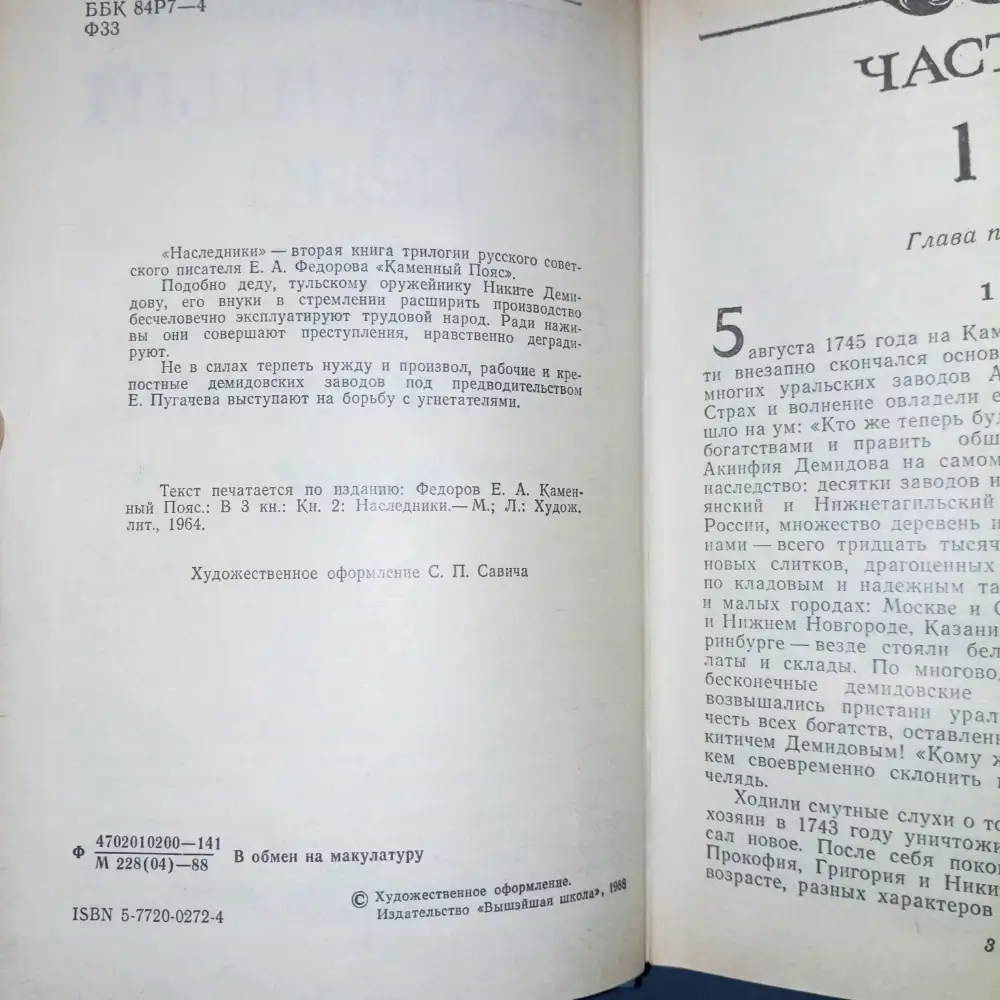 ББК 84Р7—4
Ф33
«Наследники» — вторая книга трилогии русского совет-
ского писателя Е. А. Федорова «Каменный Пояс».
Подобно деду, тульскому оружейнику Никите Деми-
дову, его внуки в стремлении расширить производство
бесчеловечно эксплуатируют трудовой народ. Ради нажи-
вы они совершают преступления, нравственно дегради-
руют.
Не в силах терпеть нужду и произвол, рабочие и кре-
постные демидовских заводов под предводительством
Е. Пугачева выступают на борьбу с угнетателями.
Текст печатается по изданию: Федоров Е. А. Камен-
ный Пояс.: В 3 кн.: Кн. 2: Наследники.— М.; Л.: Худож.
лит., 1964.
Художественное оформление С. П. Савича
Ф 4702010200—141
М 228(04)—88
В обмен на макулатуру
ISBN 5-7720-0272-4
© Художественное оформление.
Издательство «Вышэйшая школа», 1988
ЧАСТ
1
Глава п
1
5 августа 1745 года на Кам
ти внезапно скончался основ
многих уральских заводов А
Страх и волнение овладели е
шло на ум: «Кто же теперь буд
богатствами и править общ
Акинфия Демидова на самом
наследство: десятки заводов и
янский и Нижнетагильский
России, множество деревень и
нами — всего тридцать тысяч
новых слитков, драгоценных
по кладовым и надежным та
и малых городах: Москве и С
и Нижнем Новгороде, Казани
ринбурге — везде стояли бел
латы и склады. По многовод
бесконечные демидовские
возвышались пристани урал
честь всех богатств, оставленн
китичем Демидовым! «Кому ж
кем своевременно склонить
челядь.
Ходили смутные слухи о то
хозяин в 1743 году уничтожи
сал новое. После себя поко
Прокофия, Григория и Ники
возрасте, разных характеров
3